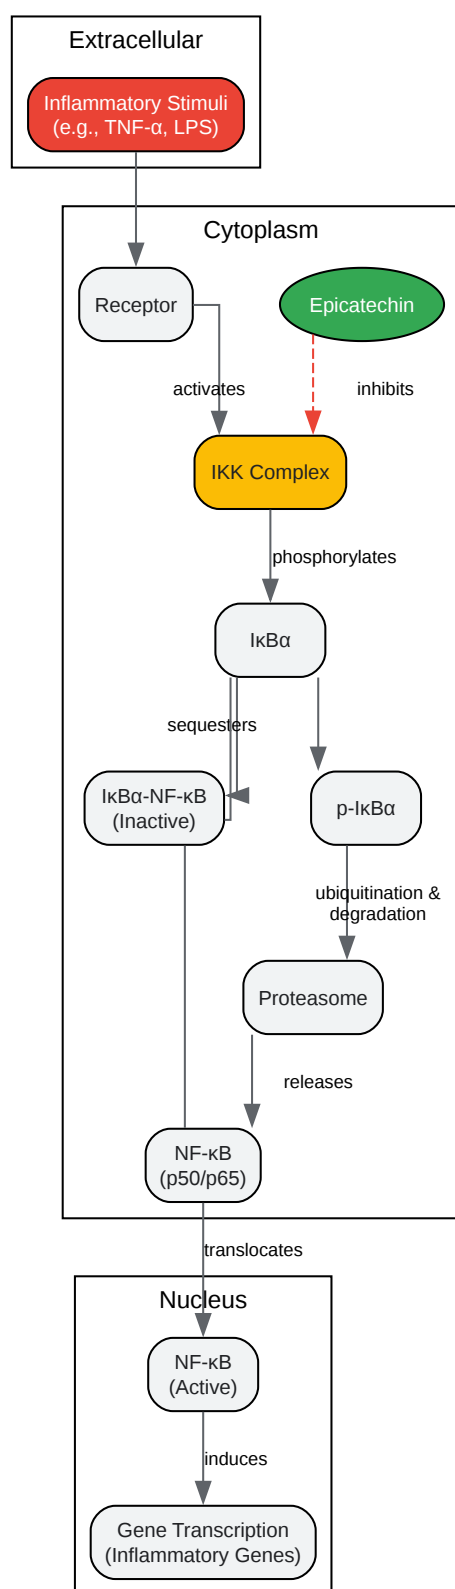 Extracellular
Inflammatory Stimuli
(e.g., TNF-α, LPS)
Cytoplasm
Receptor
Epicatechin
activates
inhibits
IKK Complex
phosphorylates
IκBα
sequesters
IκBα-NF-κB
(Inactive)
p-IκBα
ubiquitination &
degradation
Proteasome
releases
NF-κB
(p50/p65)
translocates
Nucleus
NF-κB
(Active)
induces
Gene Transcription
(Inflammatory Genes)